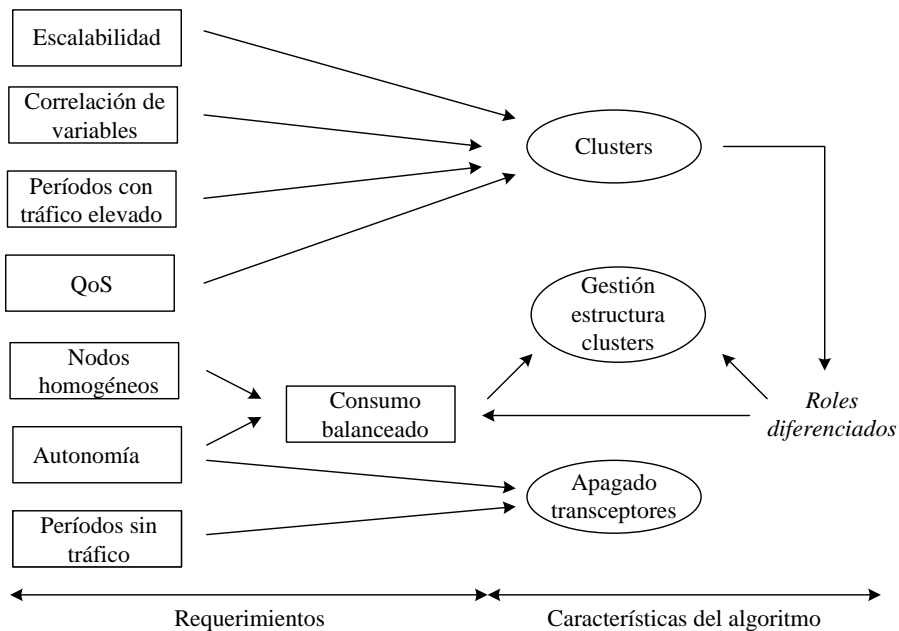 Escalabilidad
Correlación de
variables
Períodos con
tráfico elevado
QoS
Nodos
homogéneos
Autonomía
Períodos sin
tráfico
Consumo
balanceado
Clusters
Gestión
estructura
clusters
Apagado
transceptores
Roles
diferenciados
Requerimientos
Características del algoritmo